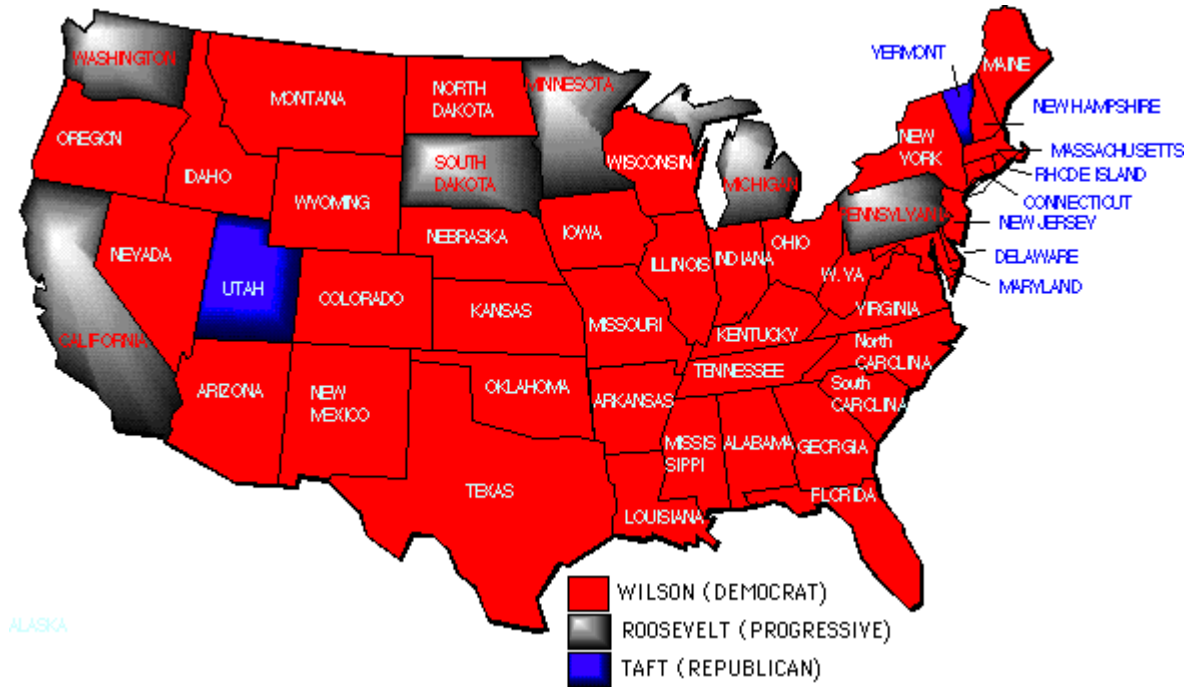 WASHINGTON
MONTANA
NORTH
DAKOTA
MINNESOTA
VERMONT
MAINE
OREGON
IDAHO
WYOMING
SOUTH
DAKOTA
WISCONSIN
MICHIGAN
NEW
YORK
NEW HAMPSHIRE
MASSACHUSETTS
RHODE ISLAND
CONNECTICUT
NEW JERSEY
DELAWARE
MARYLAND
PENNSYLVANIA
NEVADA
UTAH
COLORADO
NEBRASKA
IOWA
ILLINOIS
INDIANA
OHIO
W. VA
VIRGINIA
CALIFORNIA
KANSAS
MISSOURI
KENTUCKY
North
CAROLINA
TENNESSEE
South
CAROLINA
ARIZONA
NEW
MEXICO
OKLAHOMA
ARKANSAS
MISSIS
SIPPI
ALABAMA
GEORGIA
TEXAS
LOUISIANA
FLORIDA
ALASKA
WILSON (DEMOCRAT)
ROOSEVELT (PROGRESSIVE)
TAFT (REPUBLICAN)